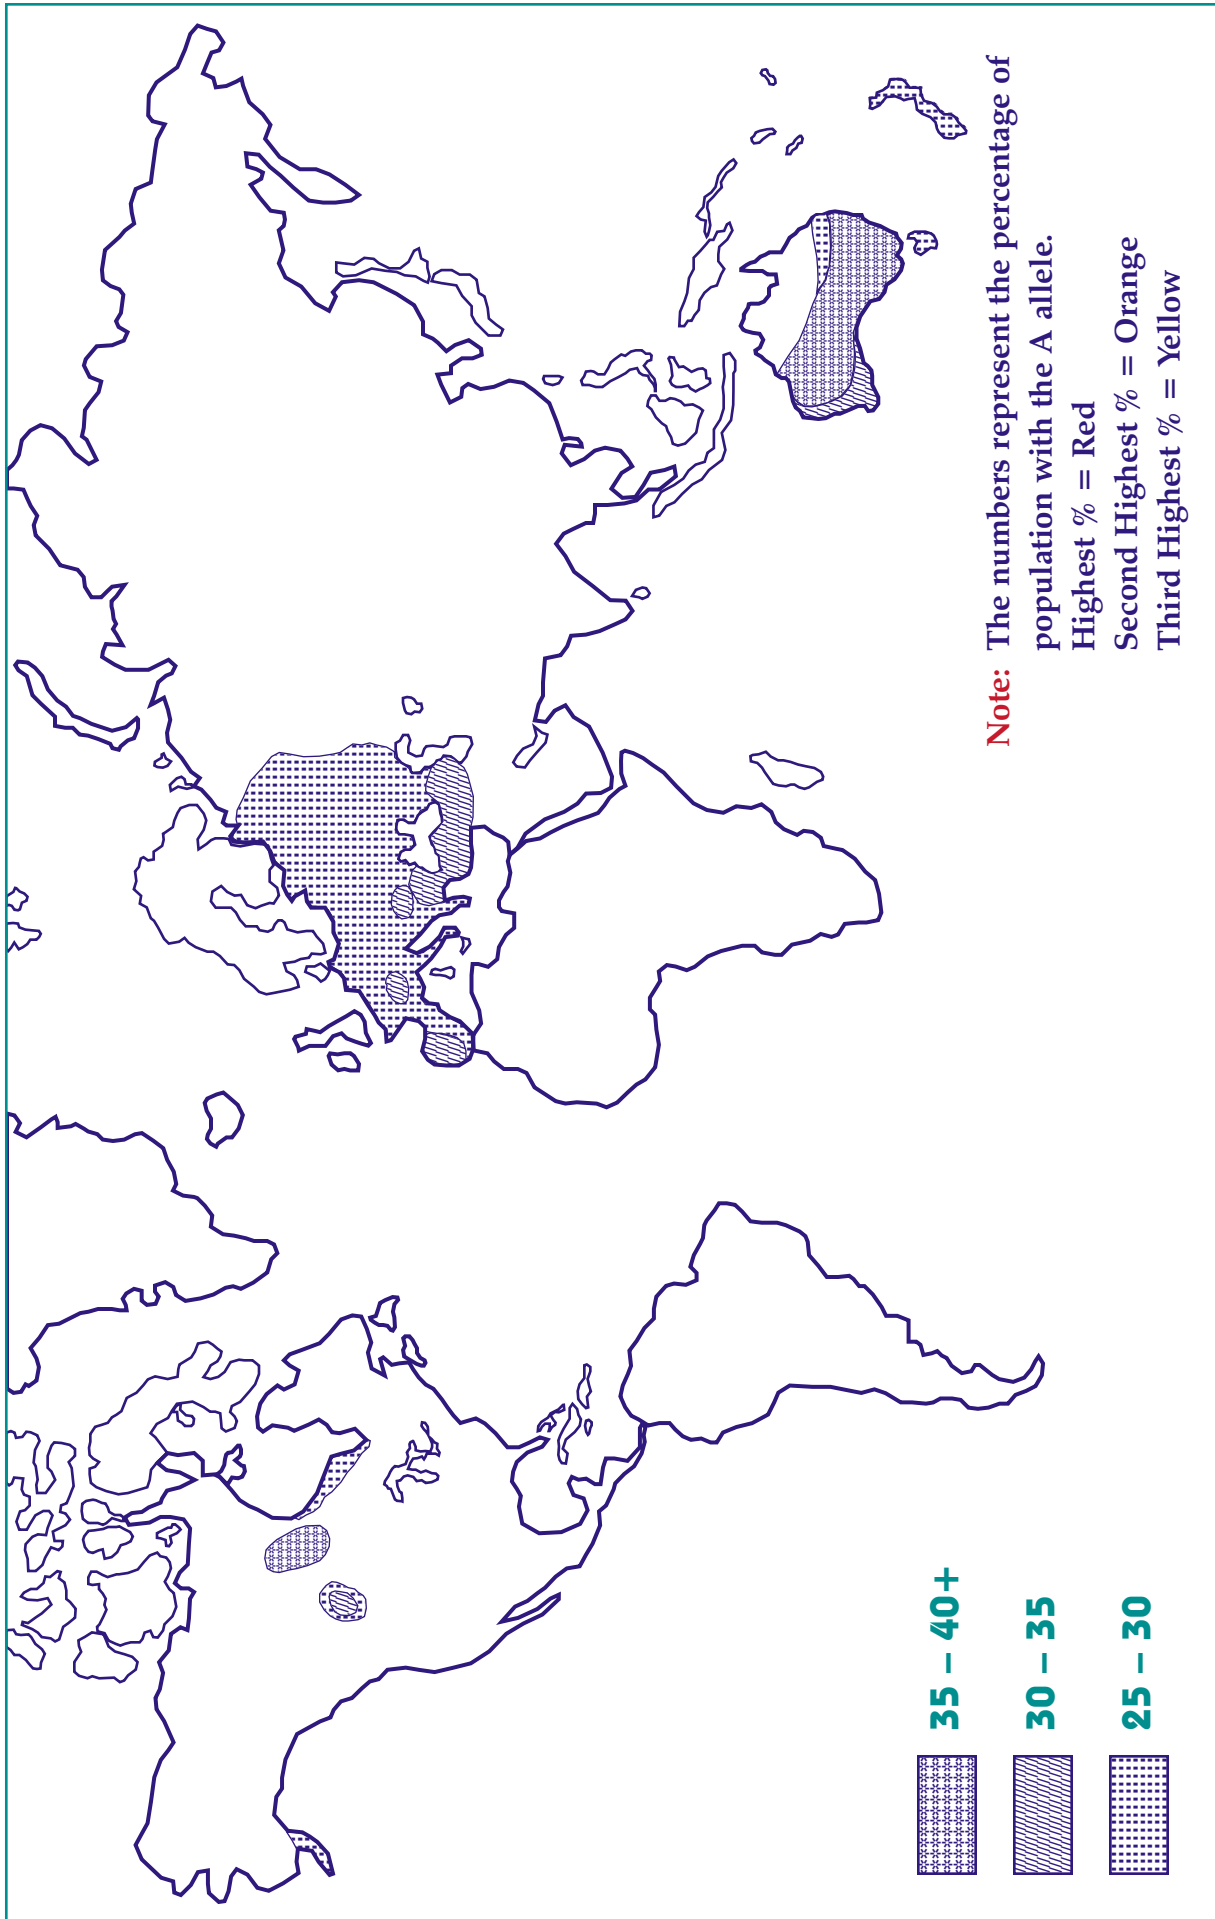 Note: The numbers represent the percentage of
population with the A allele.
Highest % = Red
Second Highest % = Orange
Third Highest % = Yellow
35 – 40+
30 – 35
25 – 30